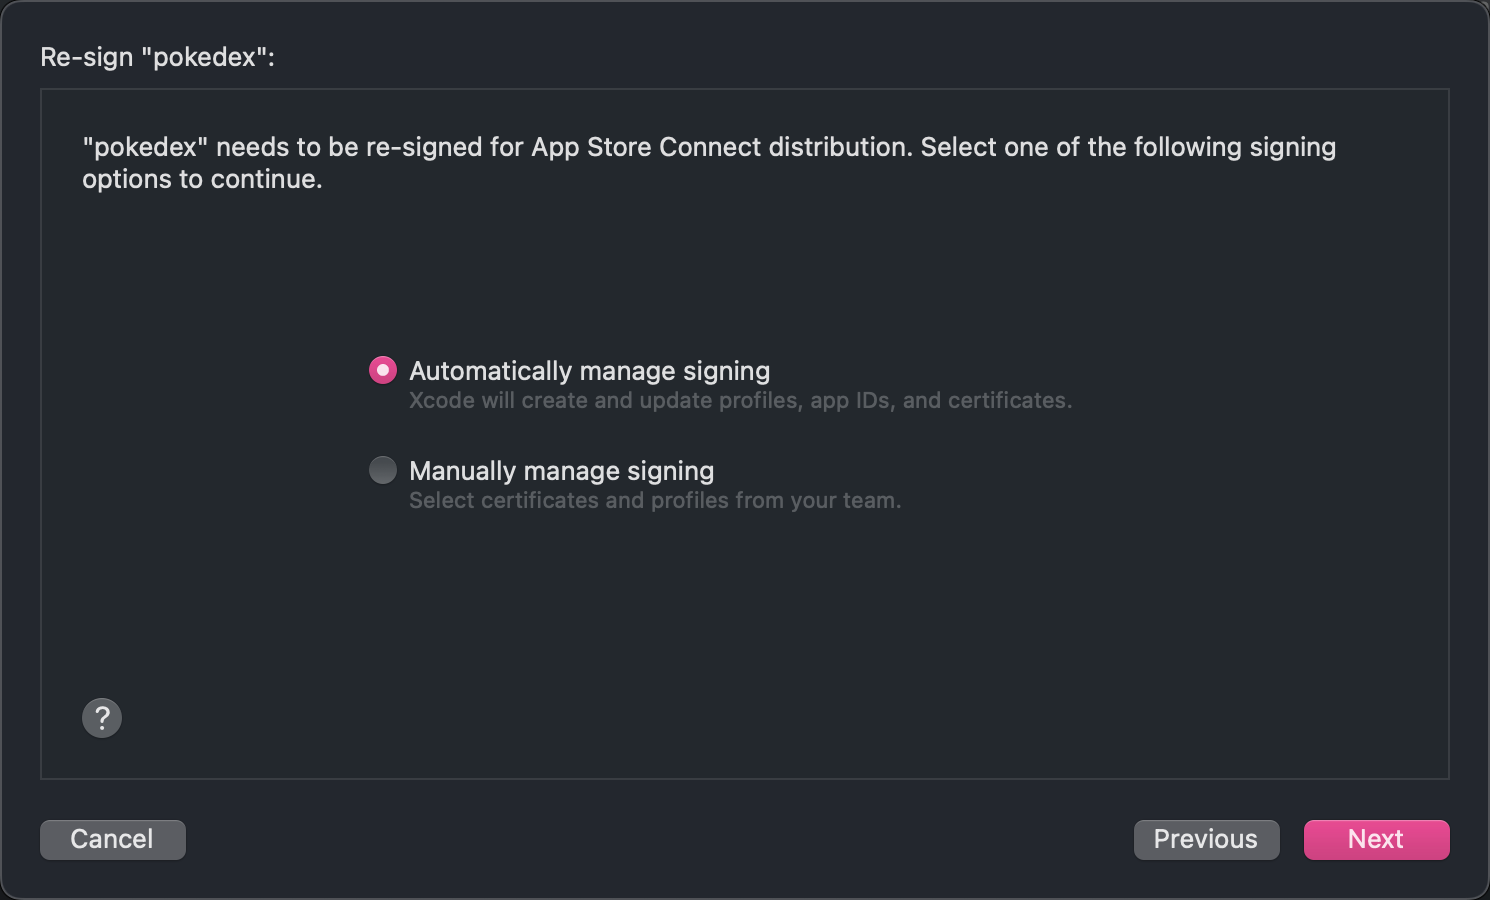 Re-sign "pokedex":
"pokedex" needs to be re-signed for App Store Connect distribution. Select one of the following signing
options to continue.
Automatically manage signing
Xcode will create and update profiles, app IDs, and certificates.
Manually manage signing
Select certificates and profiles from your team.
?
Cancel
Previous
Next